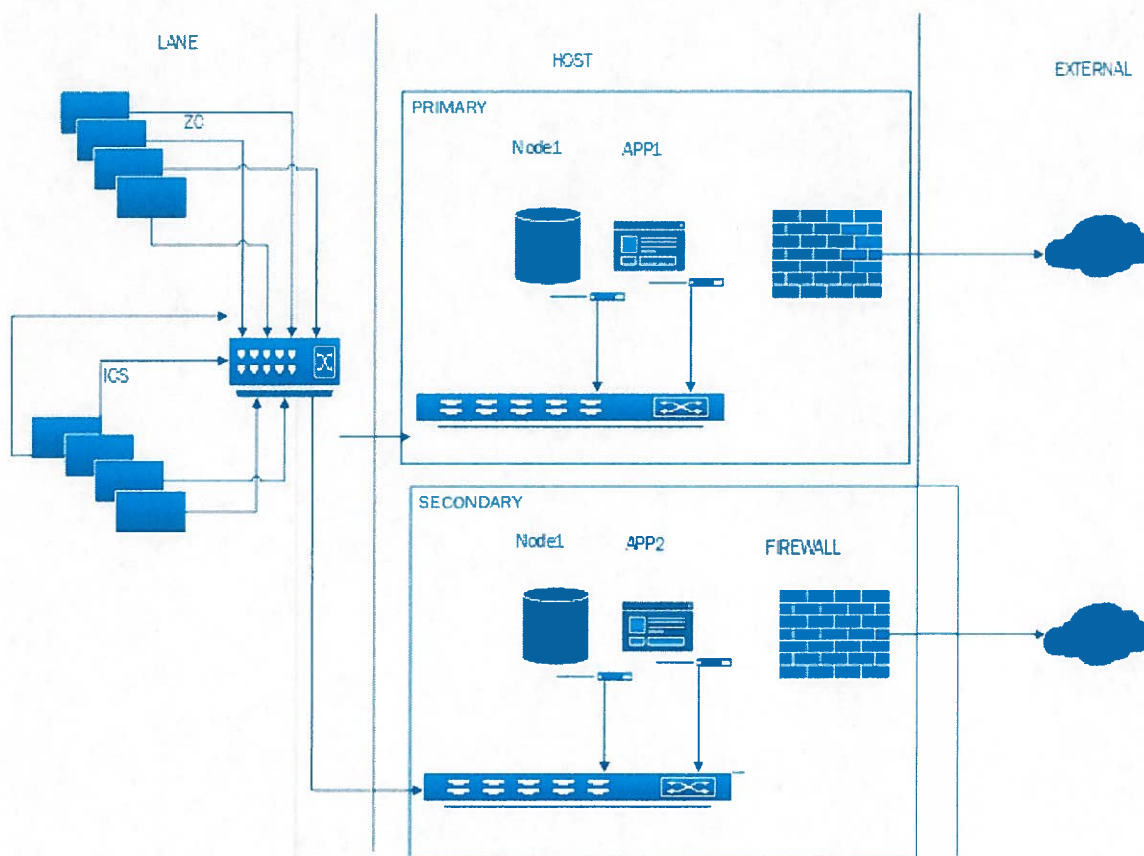 LANE
HOST
EXTERNAL
PRIMARY
ZC
Node1
APP1
ICS
SECONDARY
Node1
APP2
FIREWALL